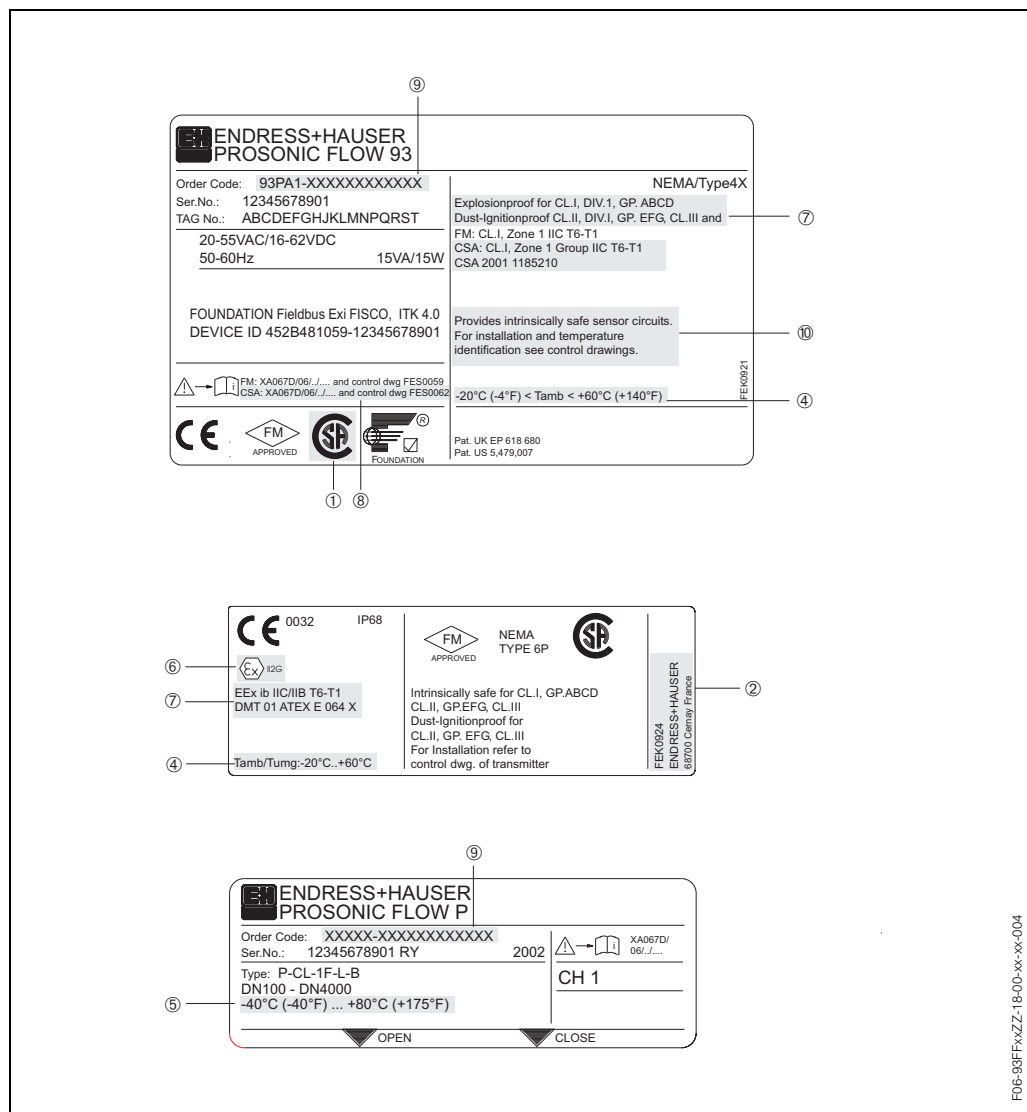 ⑨
ENDRESS+HAUSER
PROSONIC FLOW 93
Order Code: 93PA1-XXXXXXXXXXXX
Ser.No.: 12345678901
TAG No.: ABCDEFGHJKLMNPQRST
20-55VAC/16-62VDC
50-60Hz 15VA/15W
FOUNDATION Fieldbus Exi FISCO, ITK 4.0
DEVICE ID 452B481059-12345678901
i FM: XA067D/06/../.... and control dwg FES0059
CSA: XA067D/06/../.... and control dwg FES0062
CE
FM
APPROVED
SA
®
FOUNDATION
NEMA/Type4X
Explosionproof for CL.I, DIV.1, GP. ABCD
Dust-Ignitionproof CL.II, DIV.I, GP. EFG, CL.III and
FM: CL.I, Zone 1 IIC T6-T1
CSA: CL.I, Zone 1 Group IIC T6-T1
CSA 2001 1185210
Provides intrinsically safe sensor circuits.
For installation and temperature
identification see control drawings.
-20°C (-4°F) < Tamb < +60°C (+140°F)
Pat. UK EP 618 680
Pat. US 5,479,007
FEK0921
⑦
⑩
④
① ⑧
CE 0032 IP68
⑥ Ex II2G
⑦ EEx ib IIC/IIB T6-T1
DMT 01 ATEX E 064 X
④ Tamb/Tumg:-20°C..+60°C
FM
APPROVED
NEMA
TYPE 6P
SA
Intrinsically safe for CL.I, GP.ABCD
CL.II, GP.EFG, CL.III
Dust-Ignitionproof for
CL.II, GP. EFG, CL.III
For Installation refer to
control dwg. of transmitter
FEK0924
ENDRESS+HAUSER
68700 Cernay France
②
⑨
EH ENDRESS+HAUSER
PROSONIC FLOW P
Order Code: XXXXX-XXXXXXXXXXXX
Ser.No.: 12345678901 RY 2002
Type: P-CL-1F-L-B
DN100 - DN4000
⑤ -40°C (-40°F) ... +80°C (+175°F)
i XA067D/
06/../....
CH 1
OPEN CLOSE
F06-93FFxxZZ-18-00-xx-xx-004